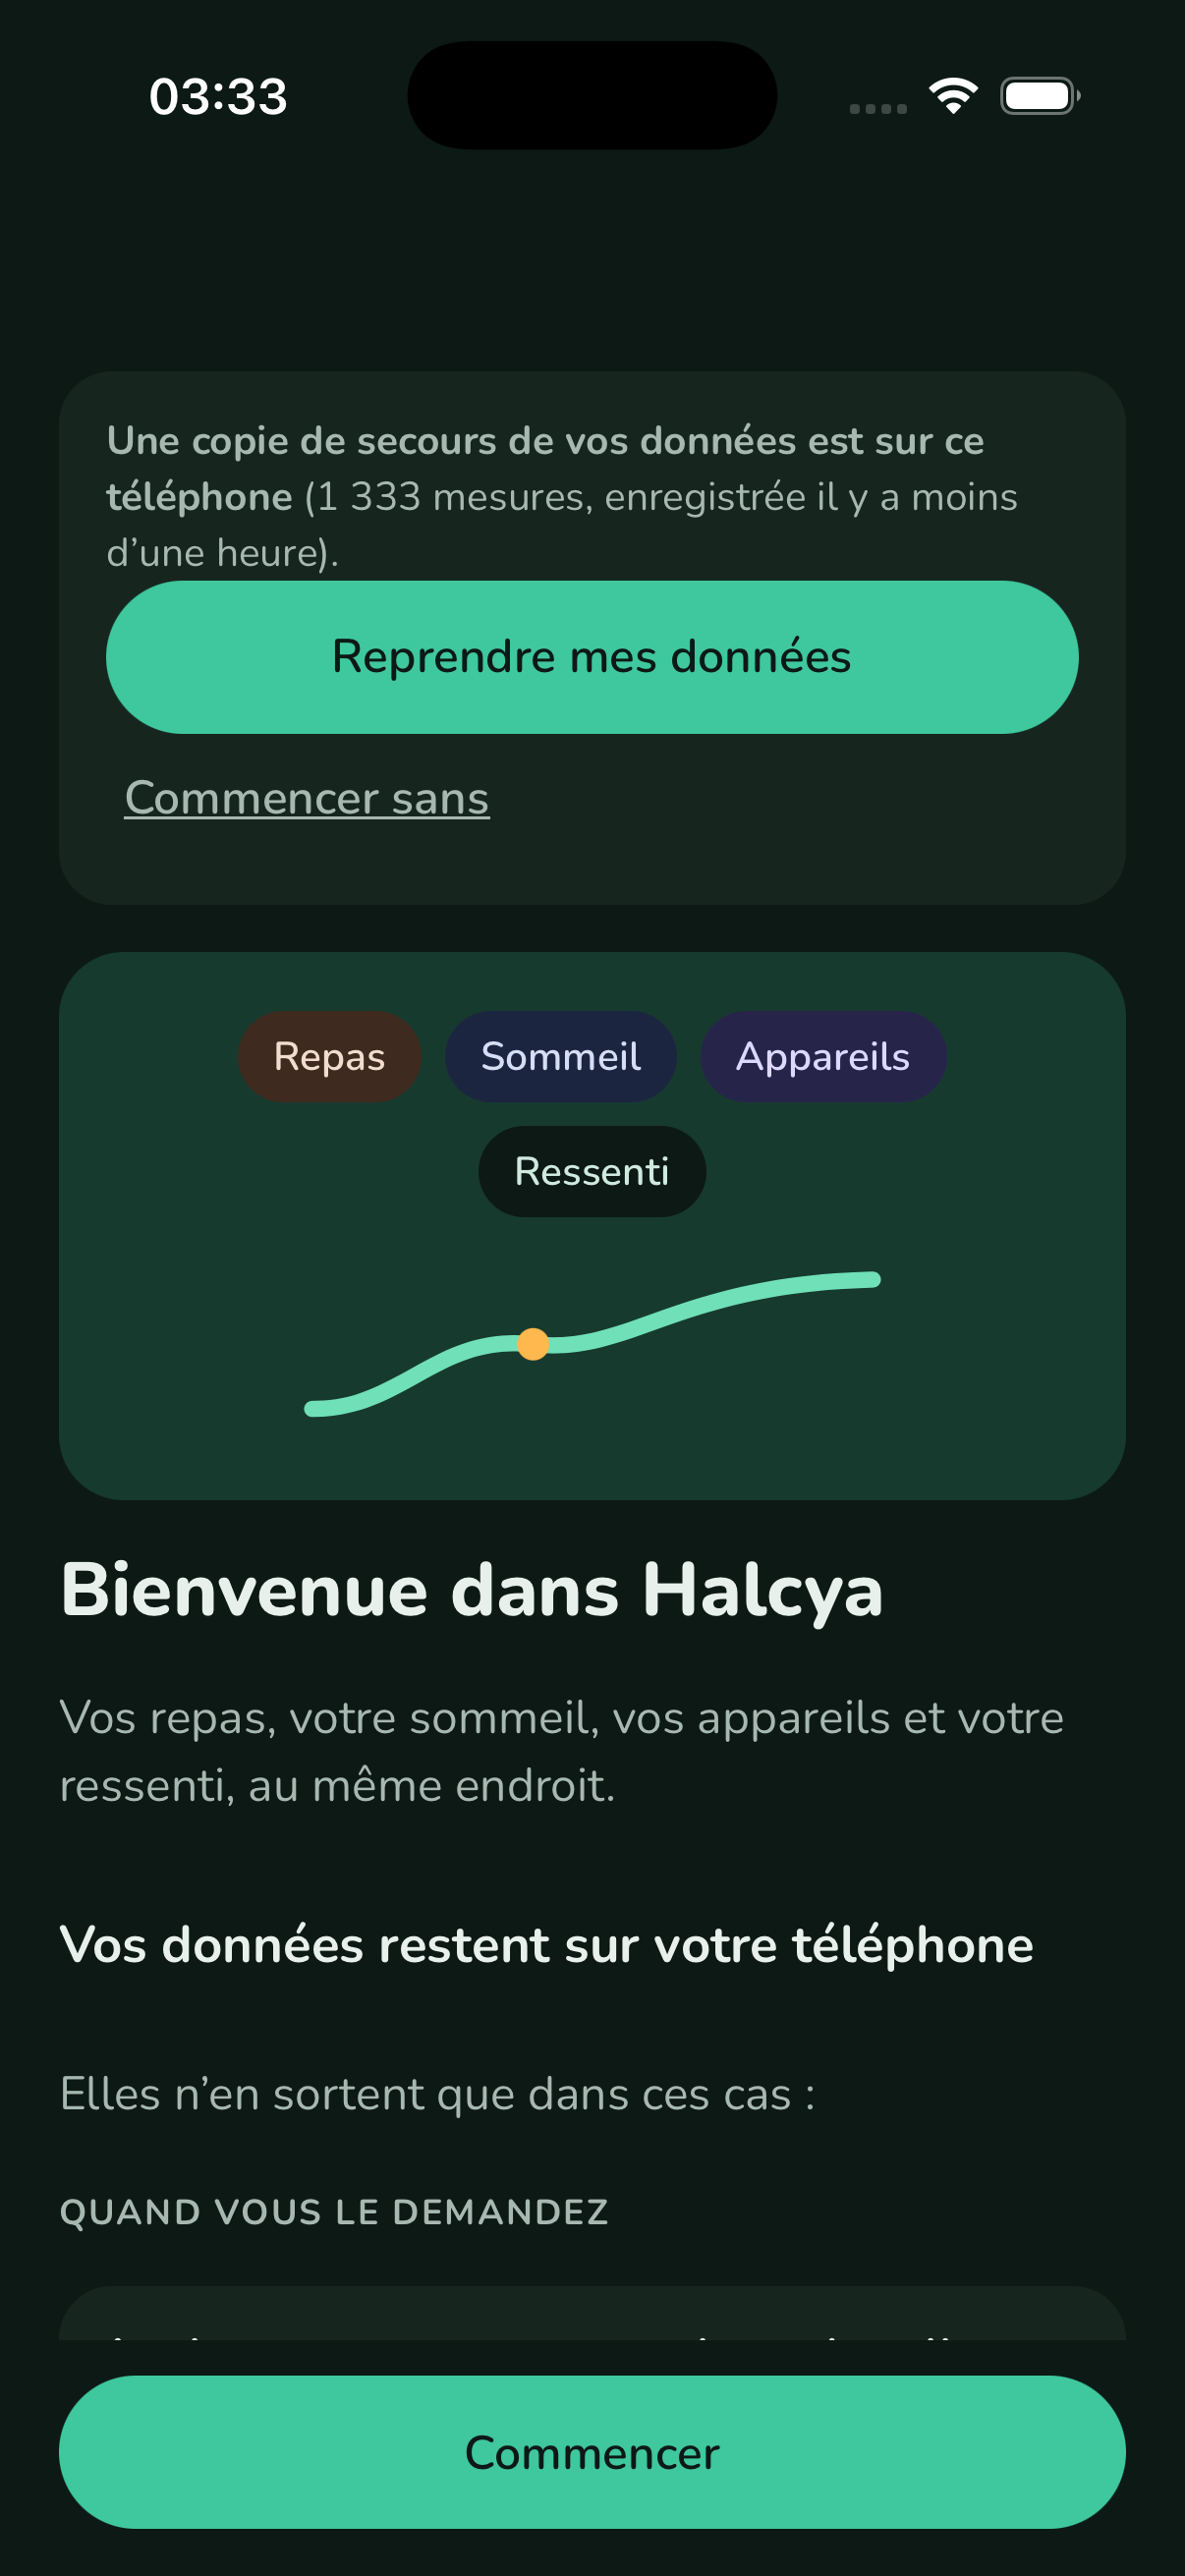 03:33
Une copie de secours de vos données est sur ce
téléphone (1 333 mesures, enregistrée il y a moins
d’une heure).
Reprendre mes données
Commencer sans
Repas
Sommeil
Appareils
Ressenti
Bienvenue dans Halcya
Vos repas, votre sommeil, vos appareils et votre
ressenti, au même endroit.
Vos données restent sur votre téléphone
Elles n’en sortent que dans ces cas :
QUAND VOUS LE DEMANDEZ
Commencer